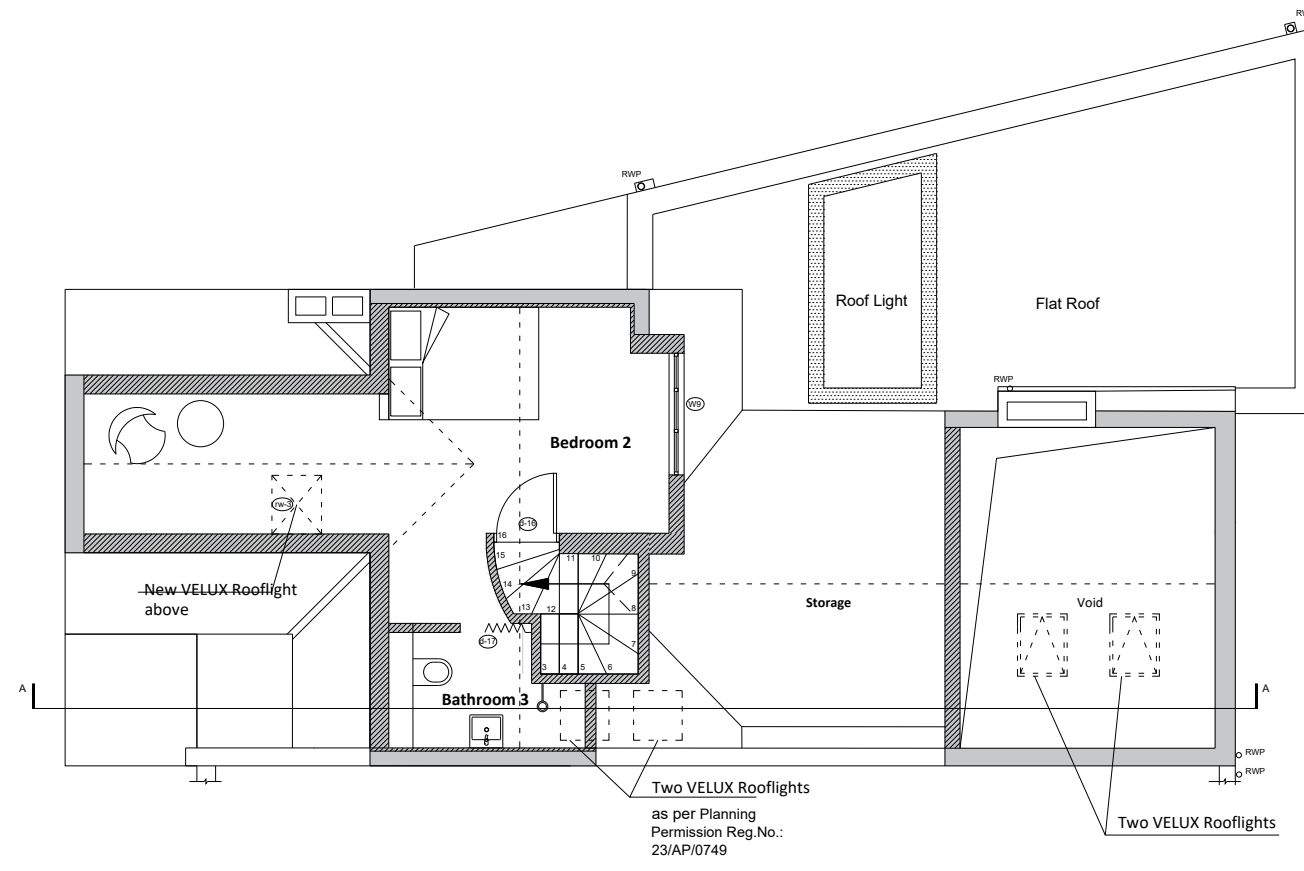 RW
RWP
Roof Light
Flat Roof
RWP
W9
Bedroom 2
rw-3
d-16
16
15
11
10
9
14
New VELUX Rooflight
above
13
12
8
Storage
Void
7
d-17
3
4
5
6
A
A
Bathroom 3
RWP
RWP
Two VELUX Rooflights
as per Planning
Permission Reg.No.:
23/AP/0749
Two VELUX Rooflights